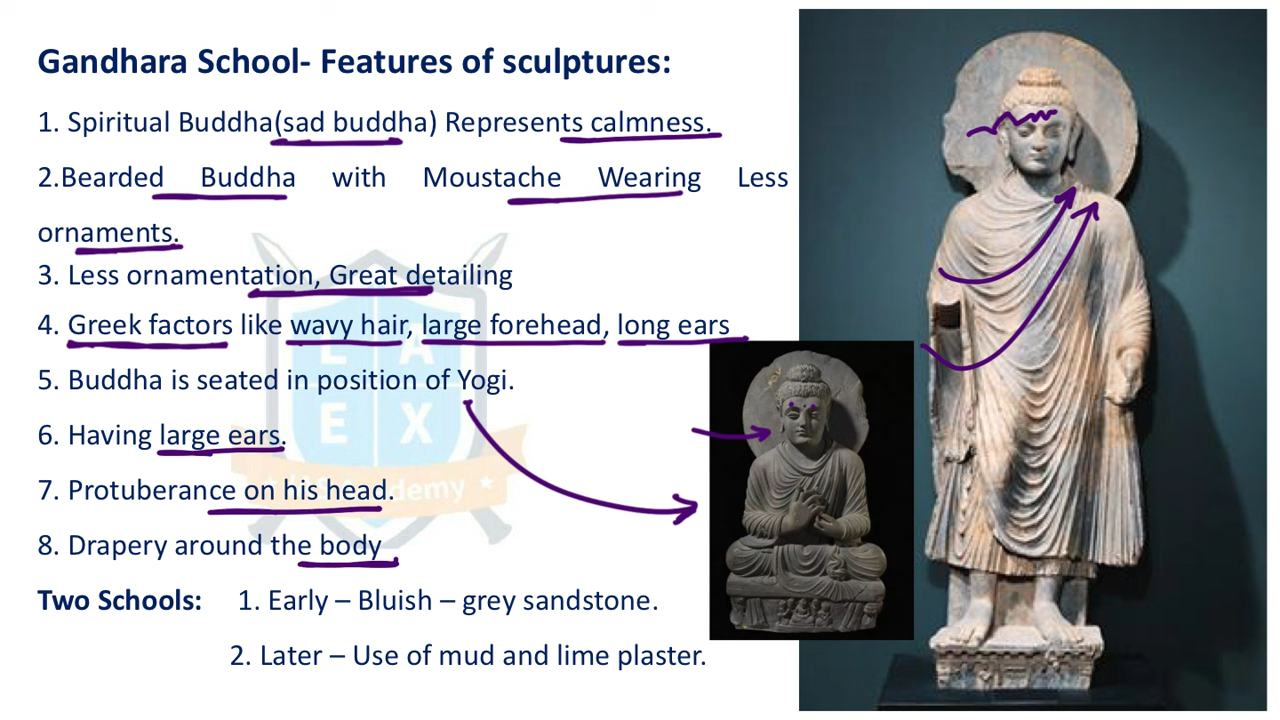 Gandhara School- Features of sculptures:
1. Spiritual Buddha(sad buddha) Represents calmness.
2.Bearded Buddha with Moustache Wearing Less
ornaments.
3. Less ornamentation, Great detailing
4. Greek factors like wavy hair, large forehead, long ears
5. Buddha is seated in position of Yogi.
6. Having large ears.
7. Protuberance on his head.
8. Drapery around the body
Two Schools: 1. Early – Bluish – grey sandstone.
2. Later – Use of mud and lime plaster.
L E A X